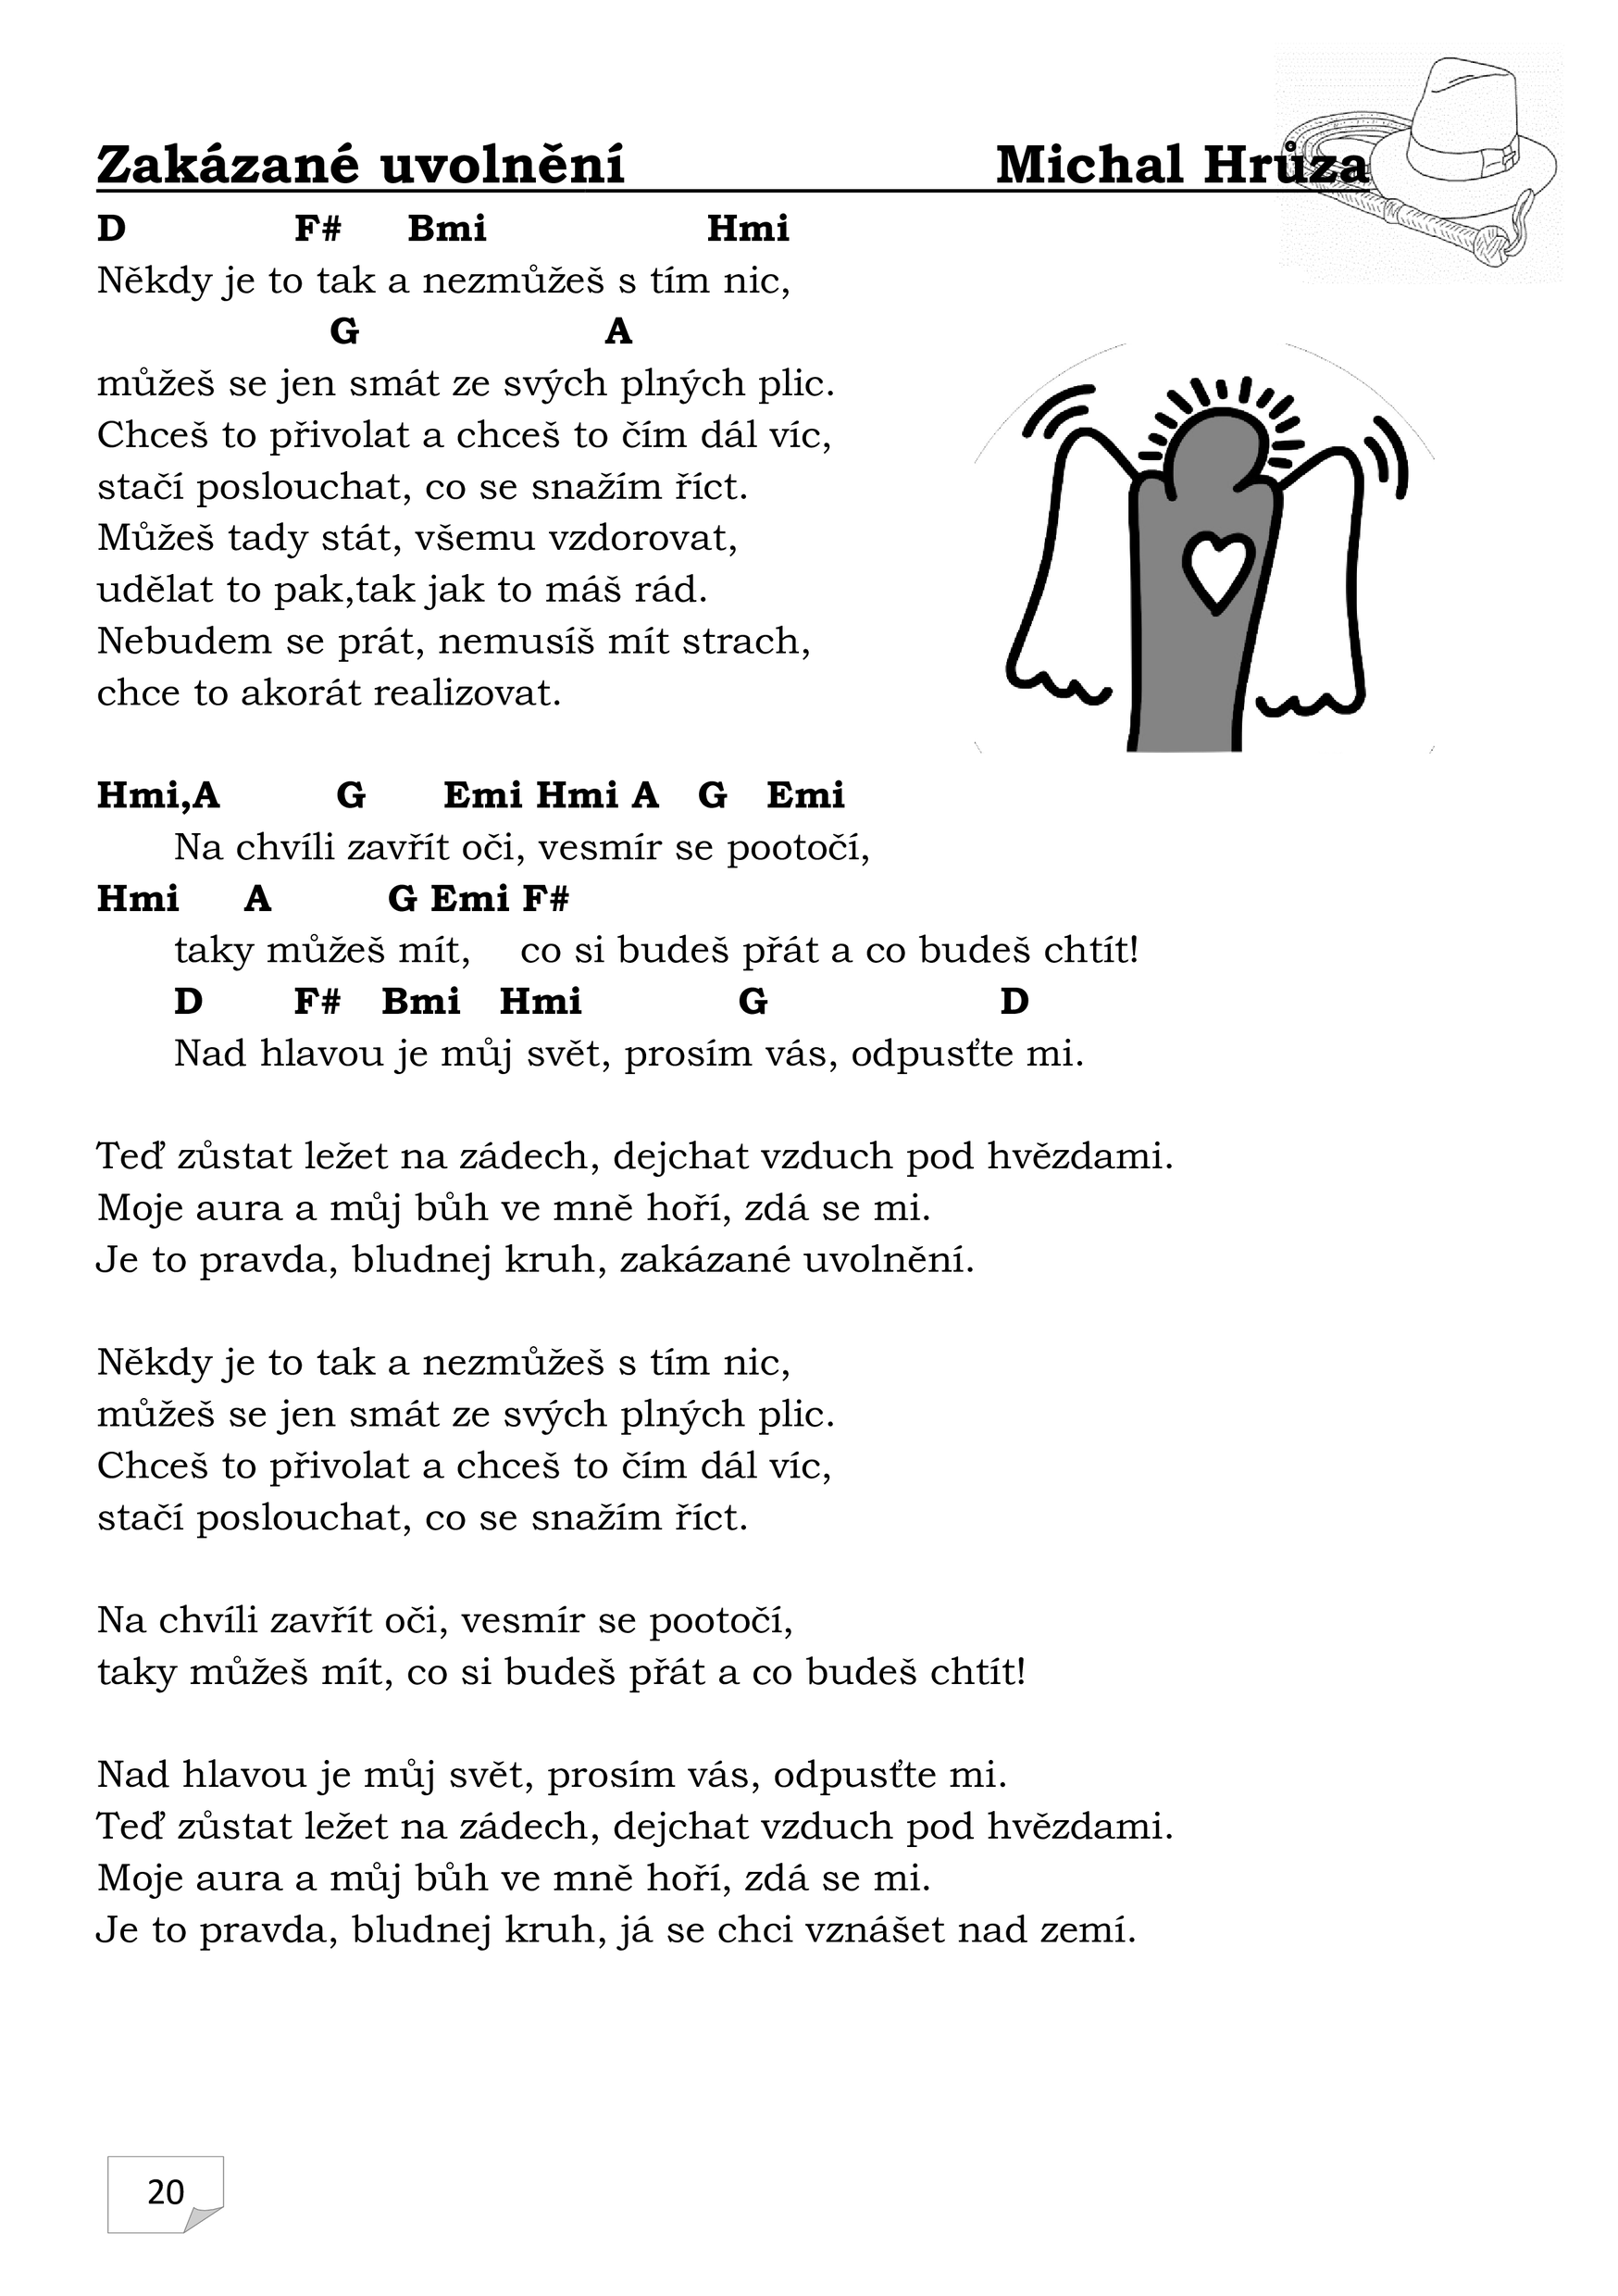 Zakázané uvolnění Michal Hrůza
D F# Bmi Hmi
Někdy je to tak a nezmůžeš s tím nic,
G A
můžeš se jen smát ze svých plných plic.
Chceš to přivolat a chceš to čím dál víc,
stačí poslouchat, co se snažím říct.
Můžeš tady stát, všemu vzdorovat,
udělat to pak,tak jak to máš rád.
Nebudem se prát, nemusíš mít strach,
chce to akorát realizovat.
Hmi,A G Emi Hmi A G Emi
Na chvíli zavřít oči, vesmír se pootočí,
Hmi A G Emi F#
taky můžeš mít, co si budeš přát a co budeš chtít!
D F# Bmi Hmi G D
Nad hlavou je můj svět, prosím vás, odpusťte mi.
Teď zůstat ležet na zádech, dejchat vzduch pod hvězdami.
Moje aura a můj bůh ve mně hoří, zdá se mi.
Je to pravda, bludnej kruh, zakázané uvolnění.
Někdy je to tak a nezmůžeš s tím nic,
můžeš se jen smát ze svých plných plic.
Chceš to přivolat a chceš to čím dál víc,
stačí poslouchat, co se snažím říct.
Na chvíli zavřít oči, vesmír se pootočí,
taky můžeš mít, co si budeš přát a co budeš chtít!
Nad hlavou je můj svět, prosím vás, odpusťte mi.
Teď zůstat ležet na zádech, dejchat vzduch pod hvězdami.
Moje aura a můj bůh ve mně hoří, zdá se mi.
Je to pravda, bludnej kruh, já se chci vznášet nad zemí.
20